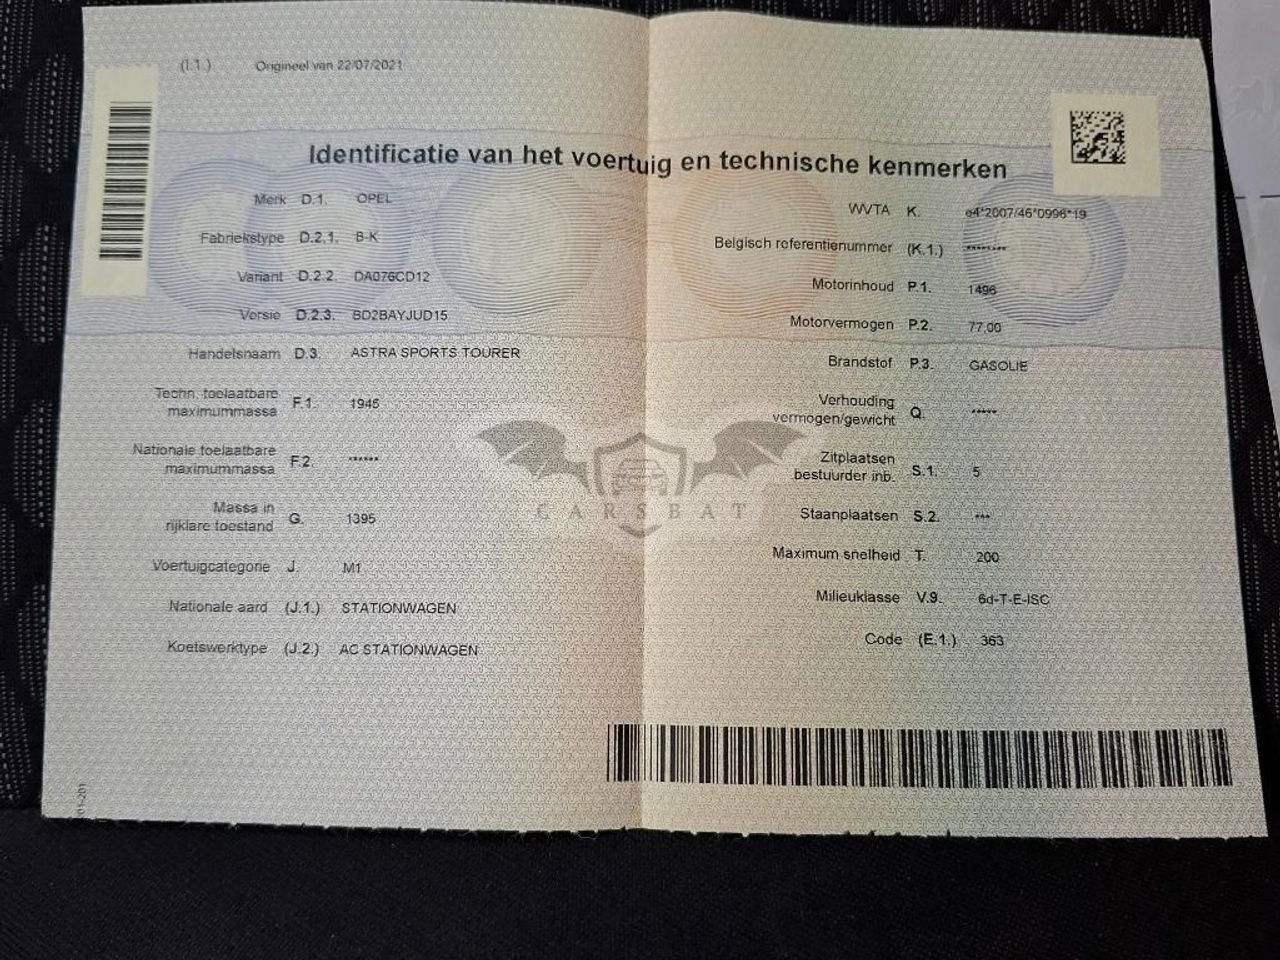 (I.1.) Origineel van 22/07/2021
Identificatie van het voertuig en technische kenmerken
Merk D.1. OPEL
Fabriekstype D.2.1. B-K
Variant D.2.2. DA076CD12
Versie D.2.3. BD2BAYJUD15
Handelsnaam D.3. ASTRA SPORTS TOURER
Techn. toelaatbare
maximummassa F.1. 1945
Nationale toelaatbare
maximummassa F.2. ******
Massa in
rijklare toestand G. 1395
Voertuigcategorie J. M1
Nationale aard (J.1.) STATIONWAGEN
Koetswerktype (J.2.) AC STATIONWAGEN
WVTA K. e4*2007/46*0996*19
Belgisch referentienummer (K.1.) ********
Motorinhoud P.1. 1496
Motorvermogen P.2. 77,00
Brandstof P.3. GASOLIE
Verhouding
vermogen/gewicht Q. *****
Zitplaatsen
bestuurder inb. S.1. 5
Staanplaatsen S.2. ***
Maximum snelheid T. 200
Milieuklasse V.9. 6d-T-E-ISC
Code (E.1.) 363
CARSEAT